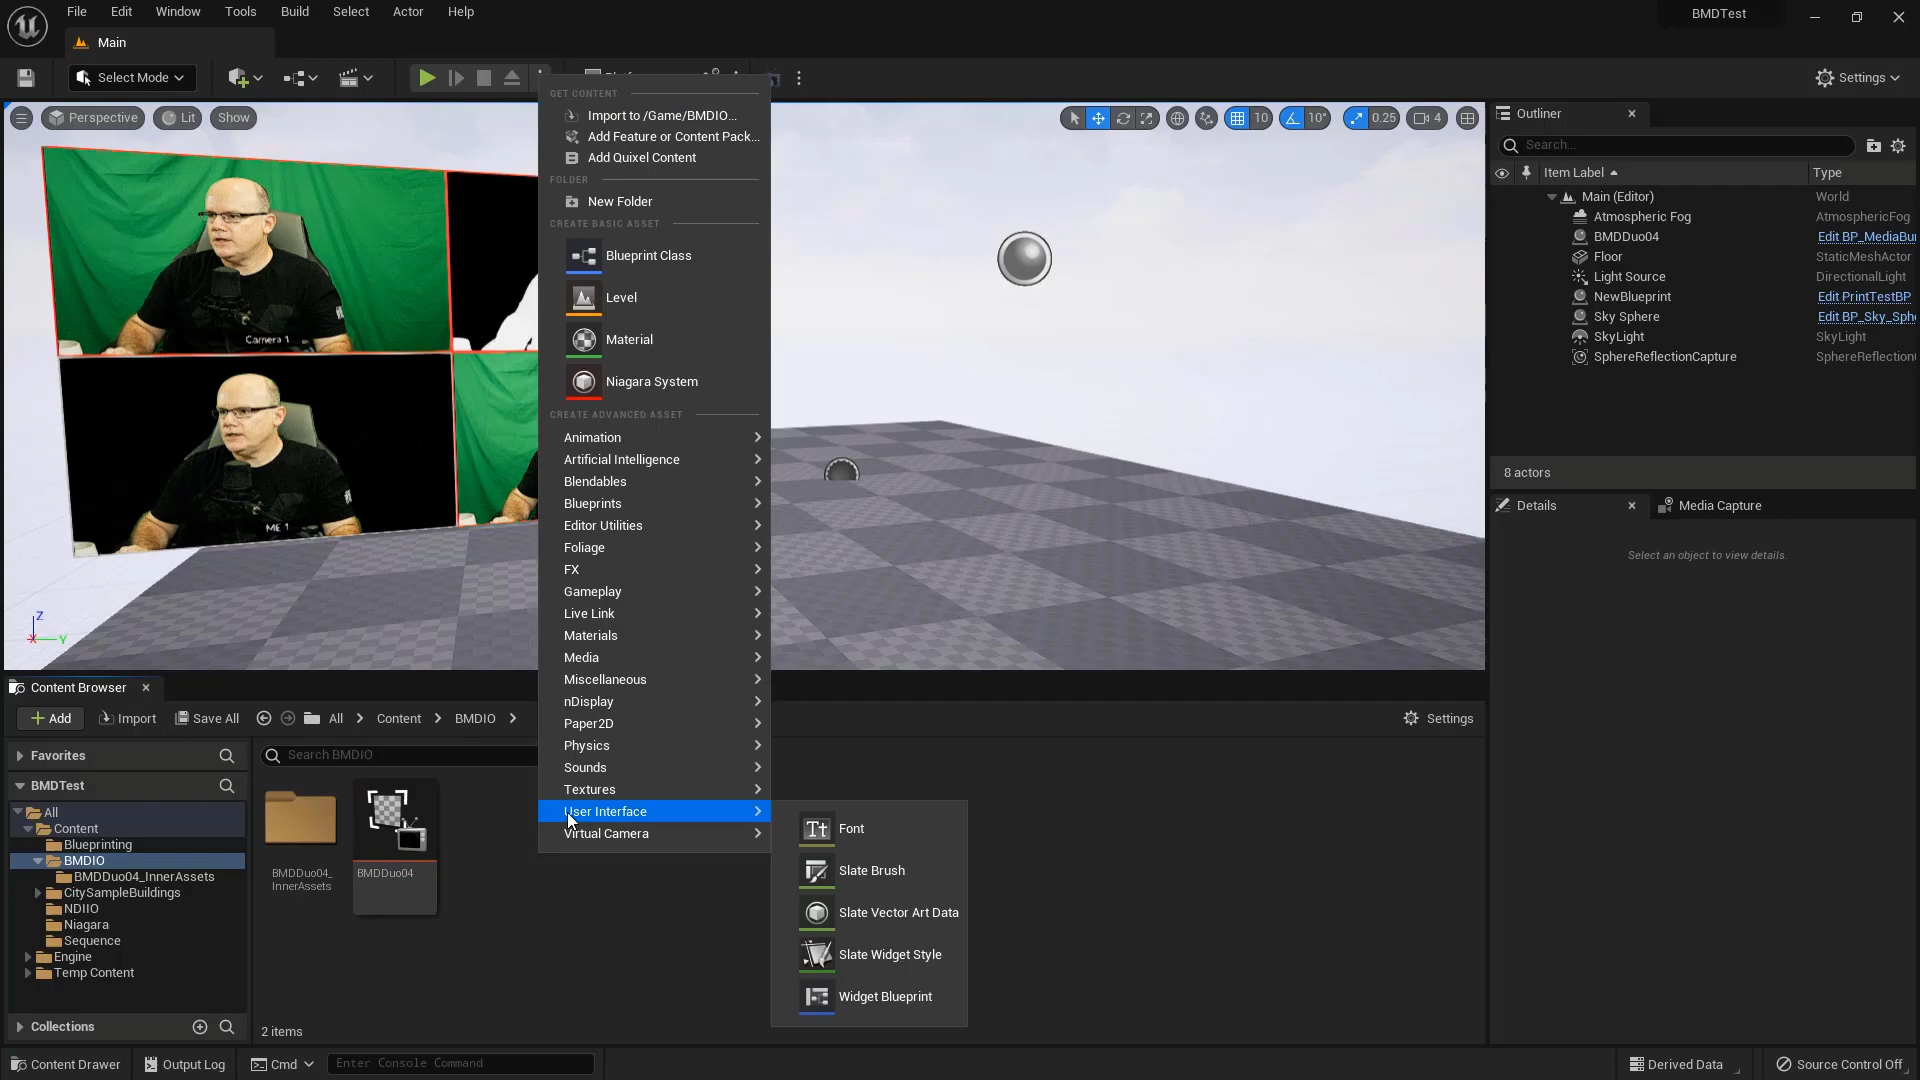 File Edit Window Tools Build Select Actor Help
BMDTest
Main
Select Mode
Settings
Perspective
Lit
Show
10
10°
0.25
4
Camera 1
ME 1
Z
X
Y
GET CONTENT
Import to /Game/BMDIO...
Add Feature or Content Pack...
Add Quixel Content
FOLDER
New Folder
CREATE BASIC ASSET
Blueprint Class
Level
Material
Niagara System
CREATE ADVANCED ASSET
Animation
Artificial Intelligence
Blendables
Blueprints
Editor Utilities
Foliage
FX
Gameplay
Live Link
Materials
Media
Miscellaneous
nDisplay
Paper2D
Physics
Sounds
Textures
User Interface
Virtual Camera
Tt Font
Slate Brush
Slate Vector Art Data
Slate Widget Style
Widget Blueprint
Outliner
Search...
Item Label Type
Main (Editor) World
Atmospheric Fog AtmosphericFog
BMDDuo04 Edit BP_MediaBu
Floor StaticMeshActor
Light Source DirectionalLight
NewBlueprint Edit PrintTestBP
Sky Sphere Edit BP_Sky_Sph
SkyLight SkyLight
SphereReflectionCapture SphereReflection
8 actors
Details
Media Capture
Select an object to view details.
Content Browser
Add Import Save All All Content BMDIO
Settings
Favorites
BMDTest
All
Content
Blueprinting
BMDIO
BMDDuo04_InnerAssets
CitySampleBuildings
NDIIO
Niagara
Sequence
Engine
Temp Content
Collections
Search BMDIO
BMDDuo04_
InnerAssets
BMDDuo04
2 items
Content Drawer Output Log Cmd Enter Console Command
Derived Data Source Control Off